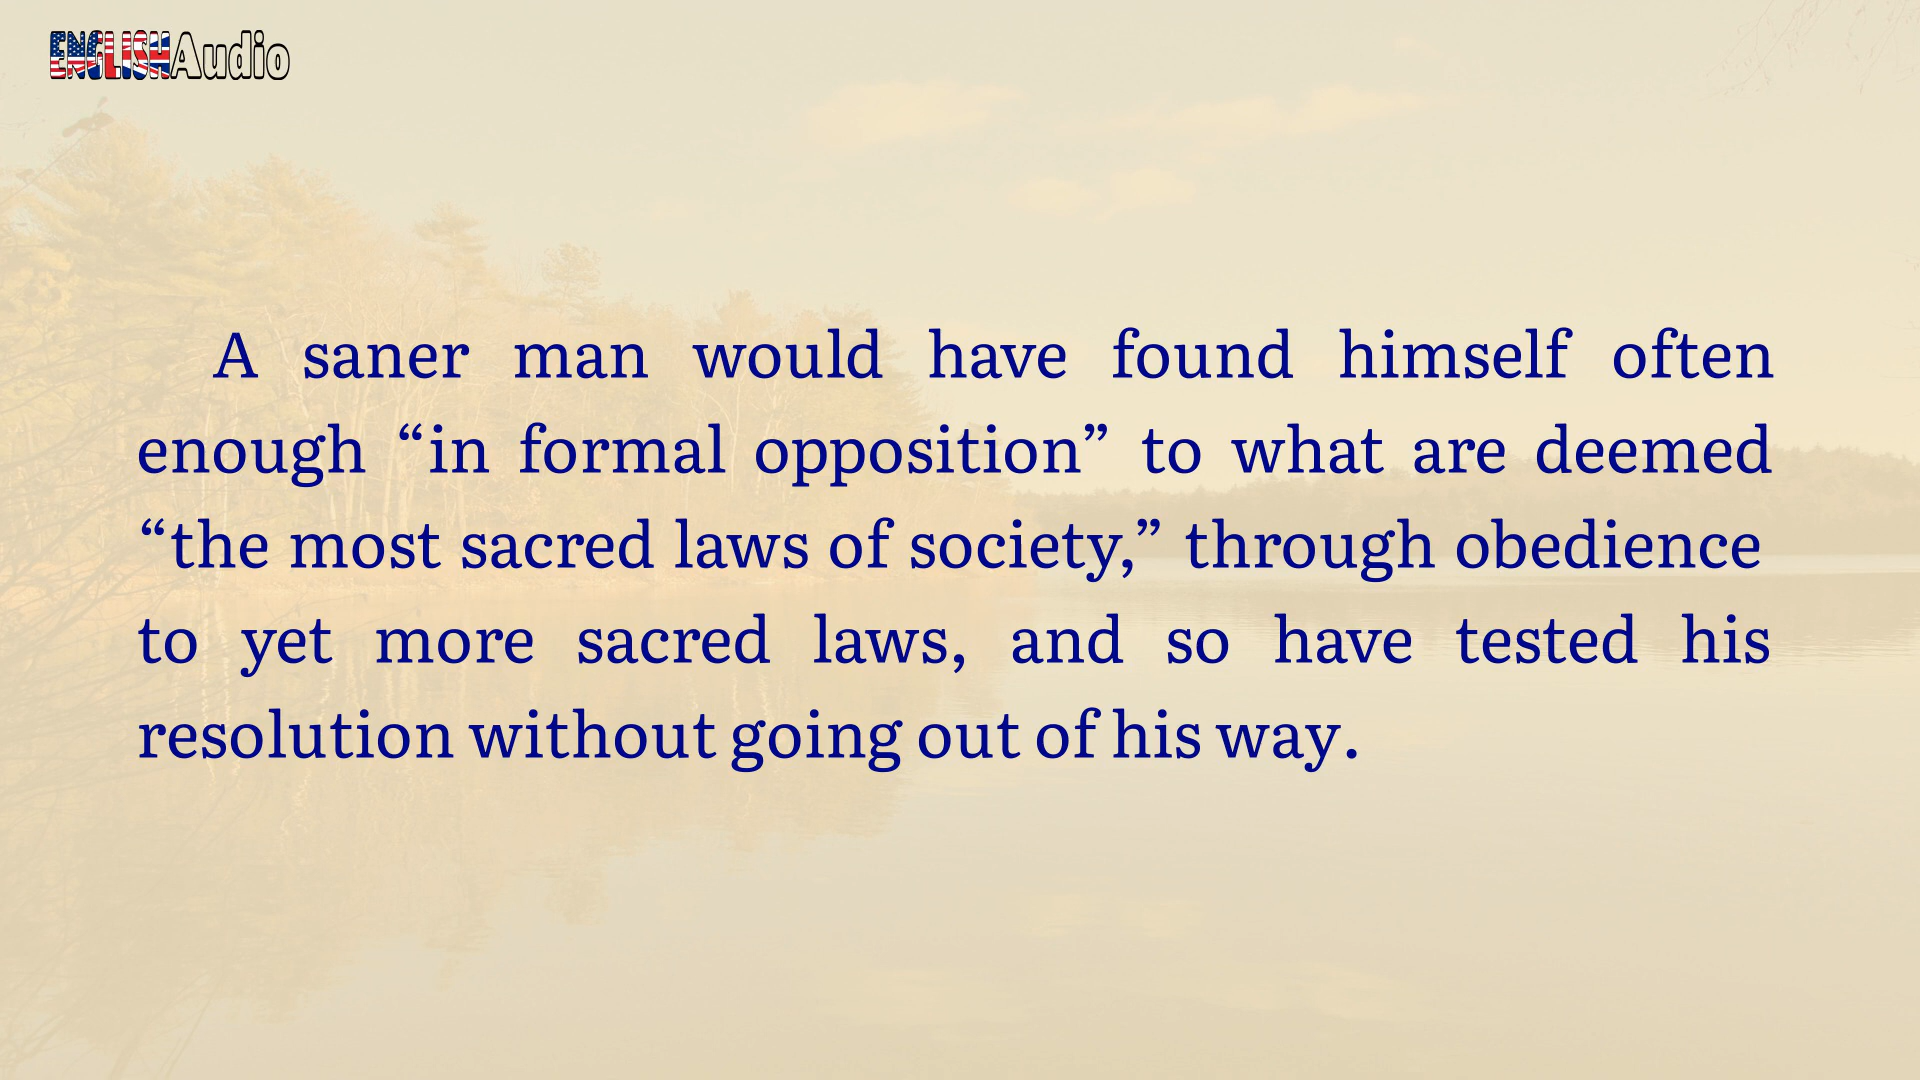 ENGLISHAudio
A saner man would have found himself often
enough “in formal opposition” to what are deemed
“the most sacred laws of society,” through obedience
to yet more sacred laws, and so have tested his
resolution without going out of his way.